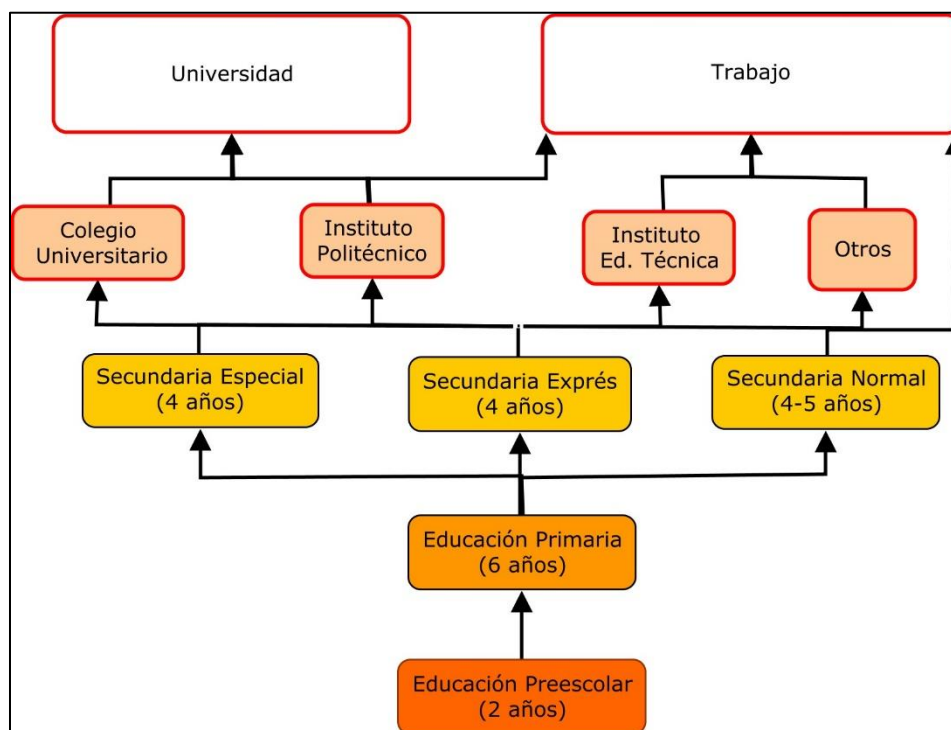 Universidad
Trabajo
Colegio
Universitario
Instituto
Politécnico
Instituto
Ed. Técnica
Otros
Secundaria Especial
(4 años)
Secundaria Exprés
(4 años)
Secundaria Normal
(4-5 años)
Educación Primaria
(6 años)
Educación Preescolar
(2 años)